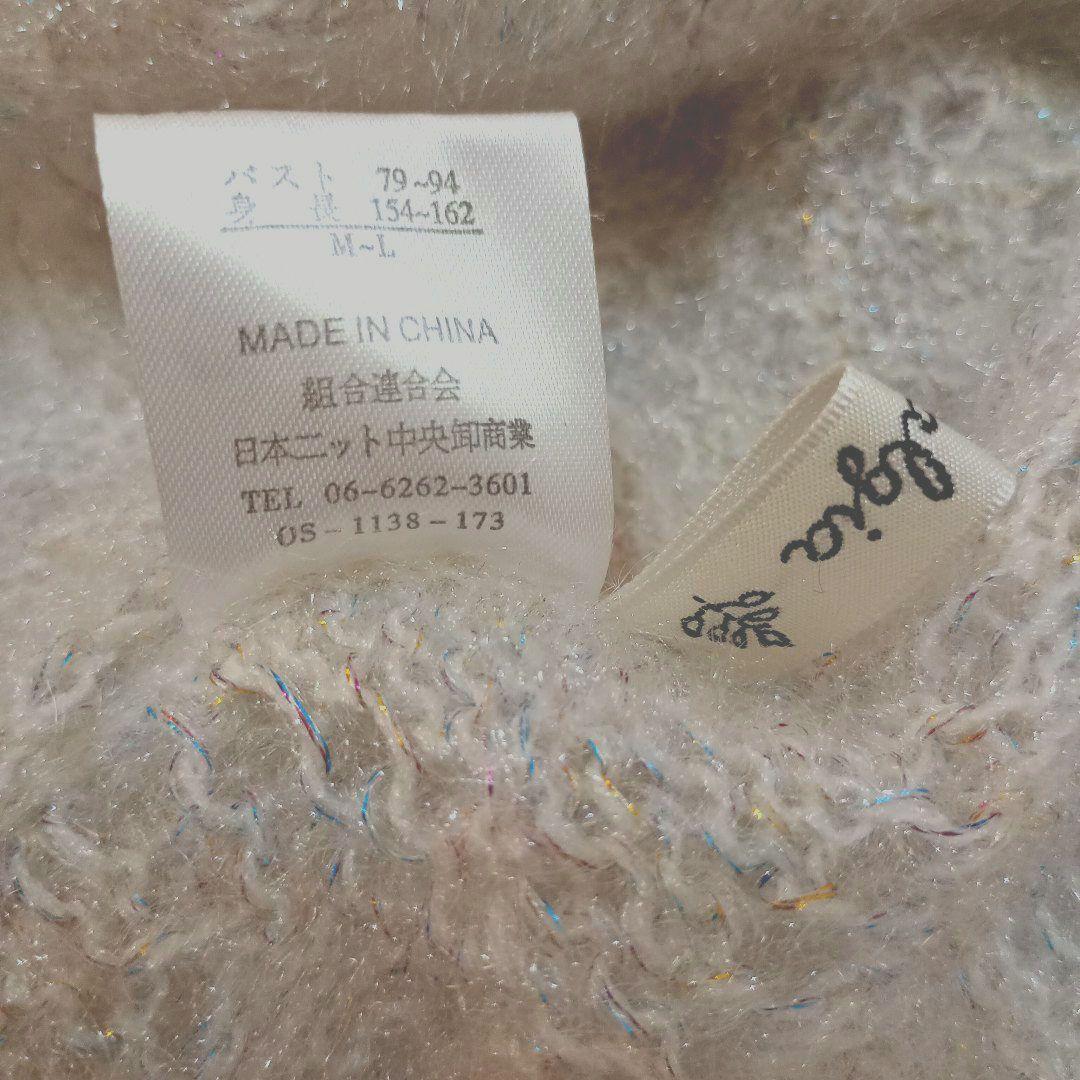 バスト 79~94
身長 154~162
M~L
MADE IN CHINA
組合連合会
日本ニット中央卸商業
TEL 06-6262-3601
OS-1138-173